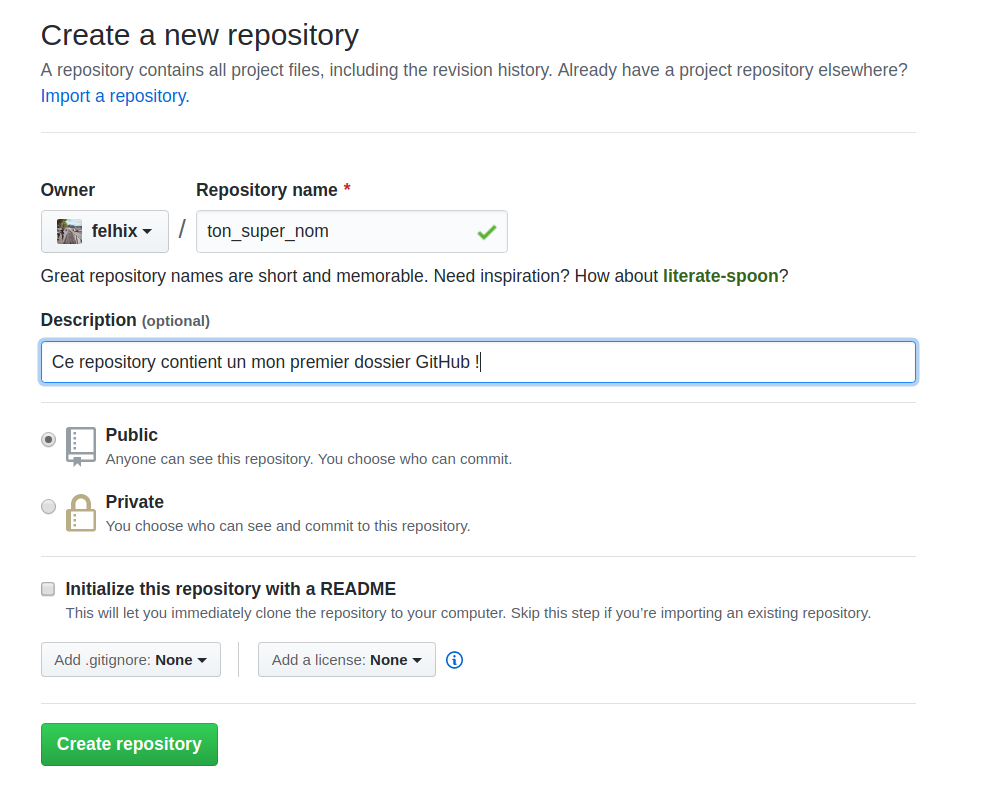 Create a new repository
A repository contains all project files, including the revision history. Already have a project repository elsewhere?
Import a repository.
Owner
Repository name *
felhix / ton_super_nom
Great repository names are short and memorable. Need inspiration? How about literate-spoon?
Description (optional)
Ce repository contient un mon premier dossier GitHub !
Public
Anyone can see this repository. You choose who can commit.
Private
You choose who can see and commit to this repository.
Initialize this repository with a README
This will let you immediately clone the repository to your computer. Skip this step if you’re importing an existing repository.
Add .gitignore: None
Add a license: None
Create repository